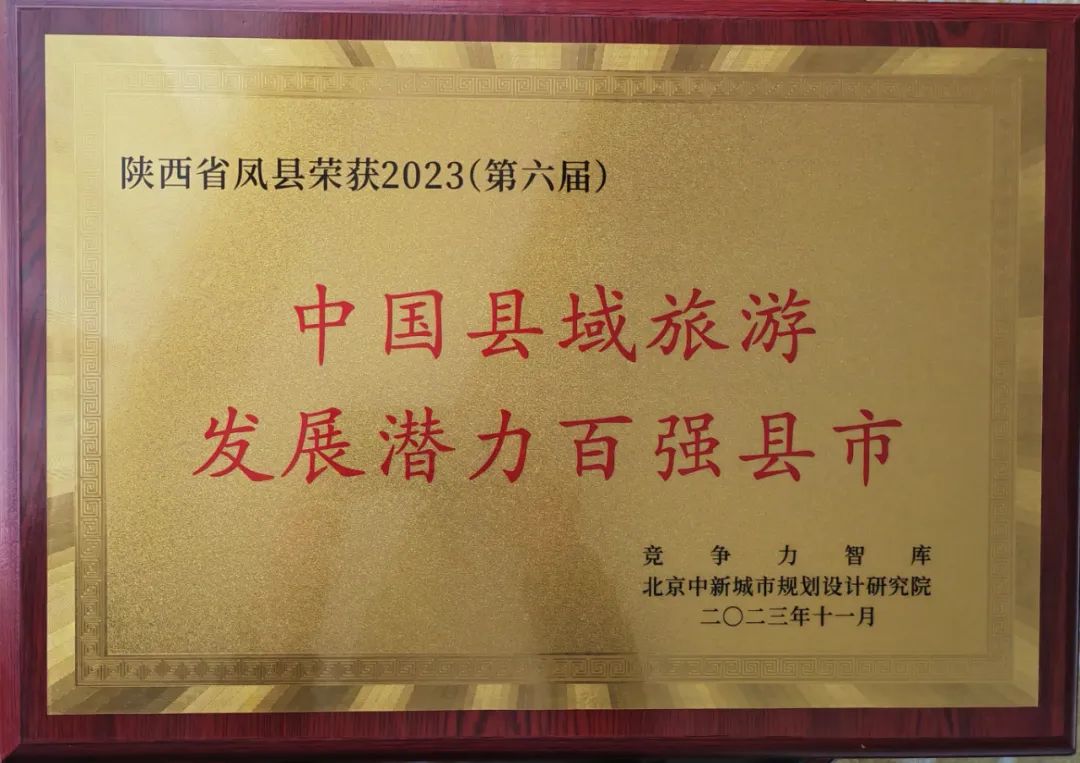 陕西省凤县荣获2023(第六届)
中国县域旅游
发展潜力百强县市
竞争力智库
北京中新城市规划设计研究院
二〇二三年十一月